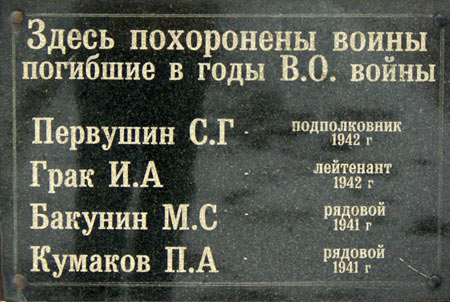 Здесь похоронены воины
погибшие в годы В.О. войны
Первушин С.Г - подполковник
1942 г
Грак И.А - лейтенант
1942 г
Бакунин М.С - рядовой
1941 г
Кумаков П.А - рядовой
1941 г